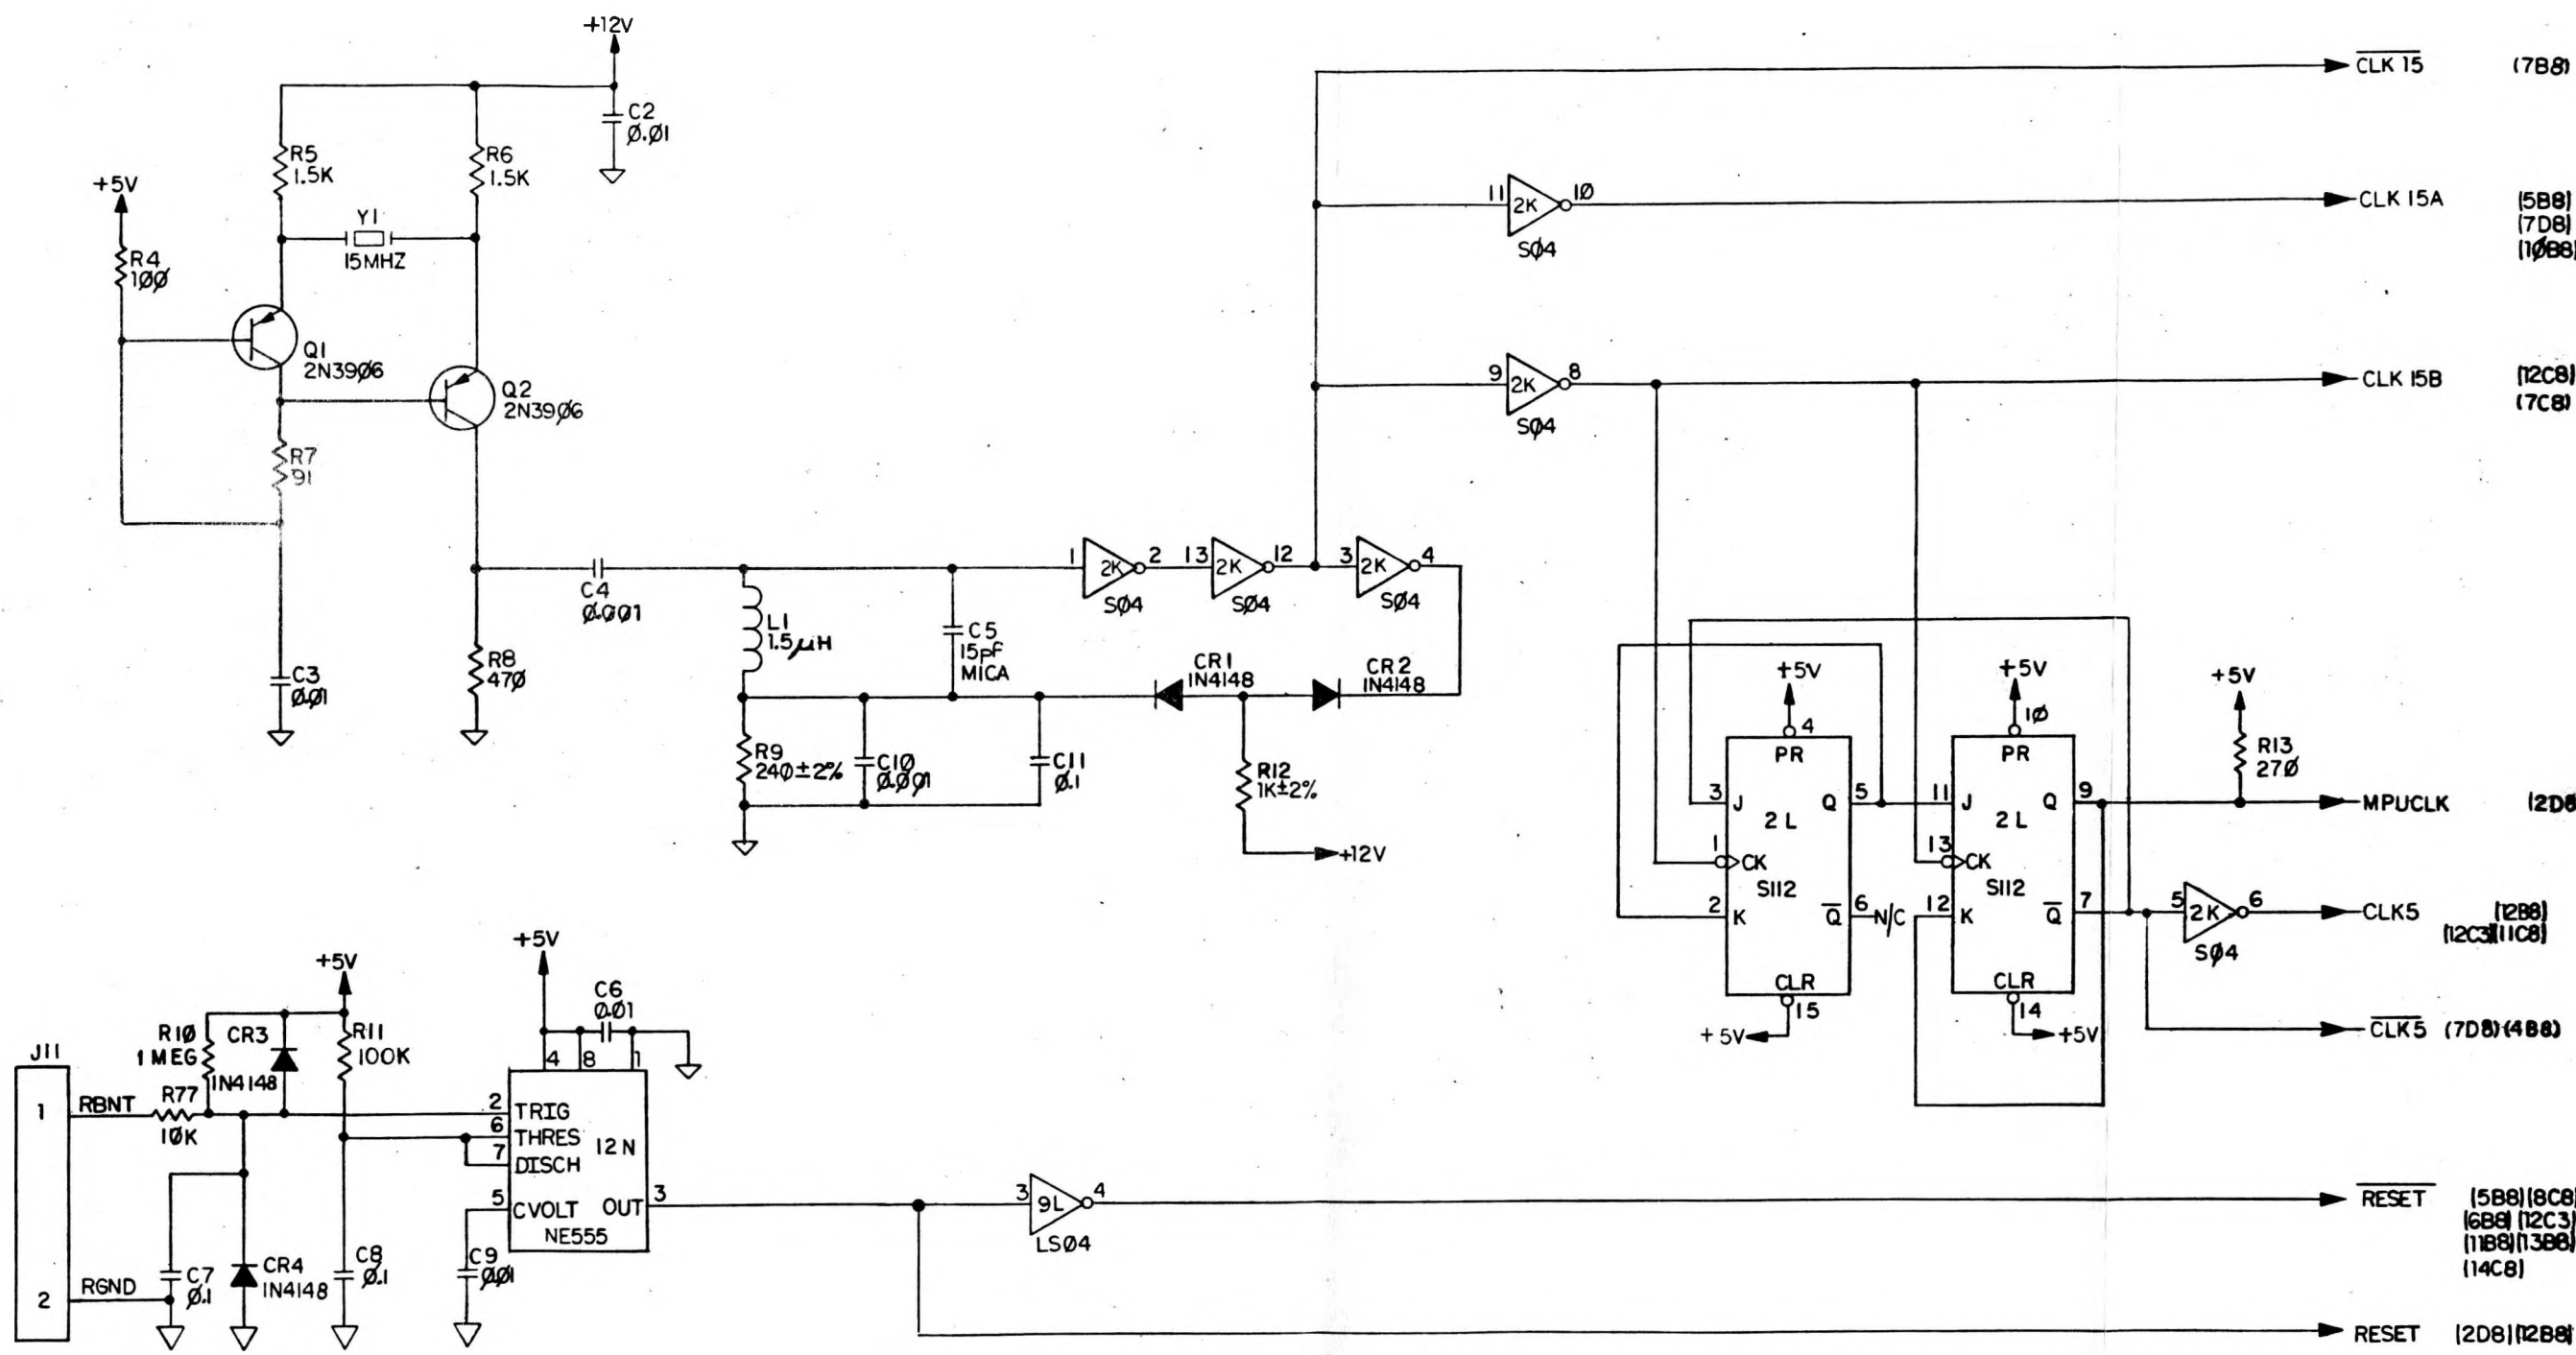 +12V
C2
Ø.Ø1
R5
1.5K
R6
1.5K
+5V
R4
1ØØ
Y1
15MHZ
Q1
2N39Ø6
Q2
2N39Ø6
R7
91
C3
Ø.Ø1
R8
47Ø
C4
Ø.ØØ1
L1
1.5μH
C5
15pF
MICA
1 2K 2
SØ4
13 2K 12
SØ4
3 2K 4
SØ4
CR1
1N4148
CR2
1N4148
R9
24Ø±2%
C1Ø
Ø.ØØ1
C11
Ø.1
R12
1K±2%
+12V
CLK 15 (7B8)
11 2K 1Ø
SØ4
CLK 15A (5B8)
(7D8)
(1ØB8)
9 2K 8
SØ4
CLK 15B (12C8)
(7C8)
+5V
4
PR
3 J Q 5
2L
1 CK
S112
2 K Q 6 N/C
CLR
15
+5V
+5V
1Ø
PR
11 J Q 9
2L
13 CK
S112
12 K Q 7
CLR
14
+5V
+5V
R13
27Ø
MPUCLK (2D8
5 2K 6
SØ4
CLK5 (12B8)
(12C3)(11C8)
CLK5 (7D8)(4B8)
J11
1 RBNT
2 RGND
R1Ø
1 MEG
CR3
1N4148
+5V
R11
1ØØK
R77
1ØK
C7
Ø.1
CR4
1N4148
C8
Ø.1
+5V
C6
Ø.Ø1
4 8 1
2 TRIG
6 THRES
7 DISCH
12N
5 CVOLT OUT 3
NE555
C9
Ø.Ø1
3 9L 4
LSØ4
RESET (5B8)(8C8)
(6B8)(12C3)
(11B8)(13B8)
(14C8)
RESET (2D8)(12B8)